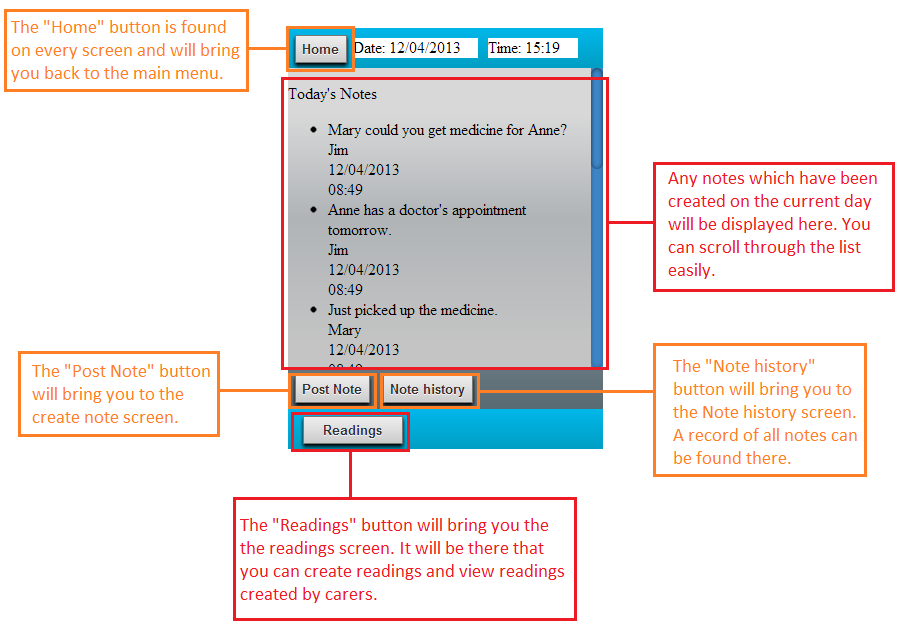 The "Home" button is found
on every screen and will bring
you back to the main menu.
Home
Date: 12/04/2013
Time: 15:19
Today's Notes
Mary could you get medicine for Anne?
Jim
12/04/2013
08:49
Anne has a doctor's appointment
tomorrow.
Jim
12/04/2013
08:49
Just picked up the medicine.
Mary
12/04/2013
Any notes which have been
created on the current day
will be displayed here. You
can scroll through the list
easily.
The "Post Note" button
will bring you to the
create note screen.
Post Note
Note history
The "Note history"
button will bring you to
the Note history screen.
A record of all notes can
be found there.
Readings
The "Readings" button will bring you the
the readings screen. It will be there that
you can create readings and view readings
created by carers.